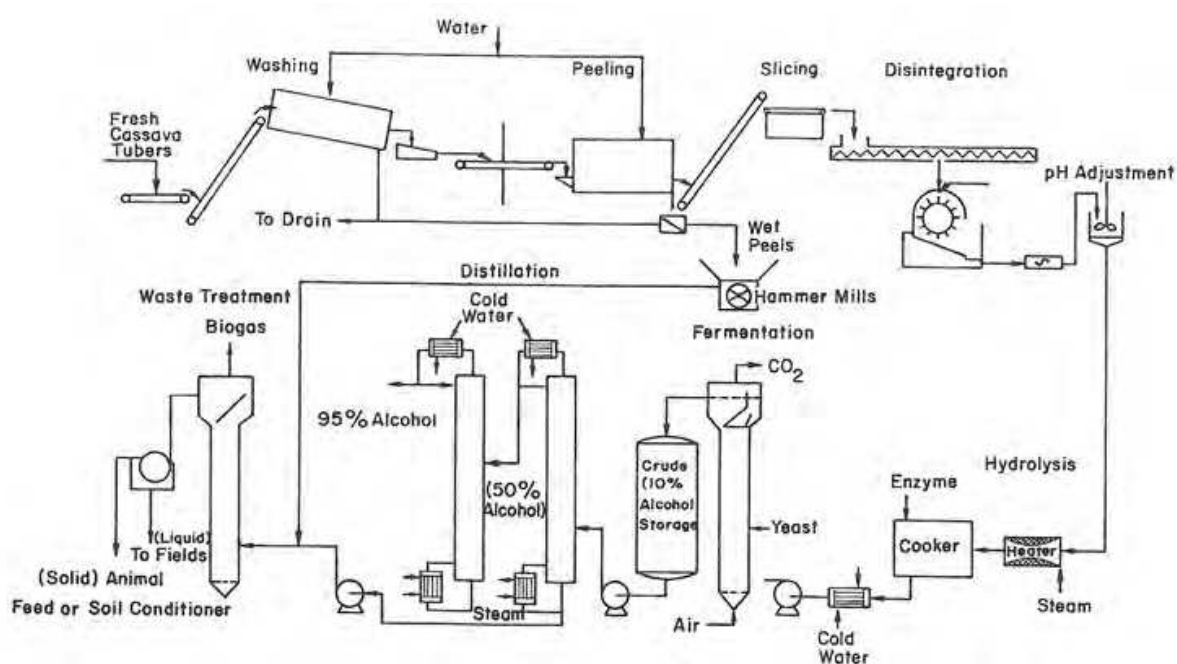 Water
Washing
Peeling
Slicing
Disintegration
Fresh
Cassava
Tubers
pH Adjustment
To Drain
Wet
Peels
Distillation
Hammer Mills
Waste Treatment
Biogas
Cold
Water
Fermentation
CO2
95% Alcohol
(50%
Alcohol)
Crude
(10%
Alcohol
Storage
Yeast
Hydrolysis
Enzyme
Cooker
Heater
Steam
(Liquid)
To Fields
(Solid) Animal
Feed or Soil Conditioner
Steam
Air
Cold
Water